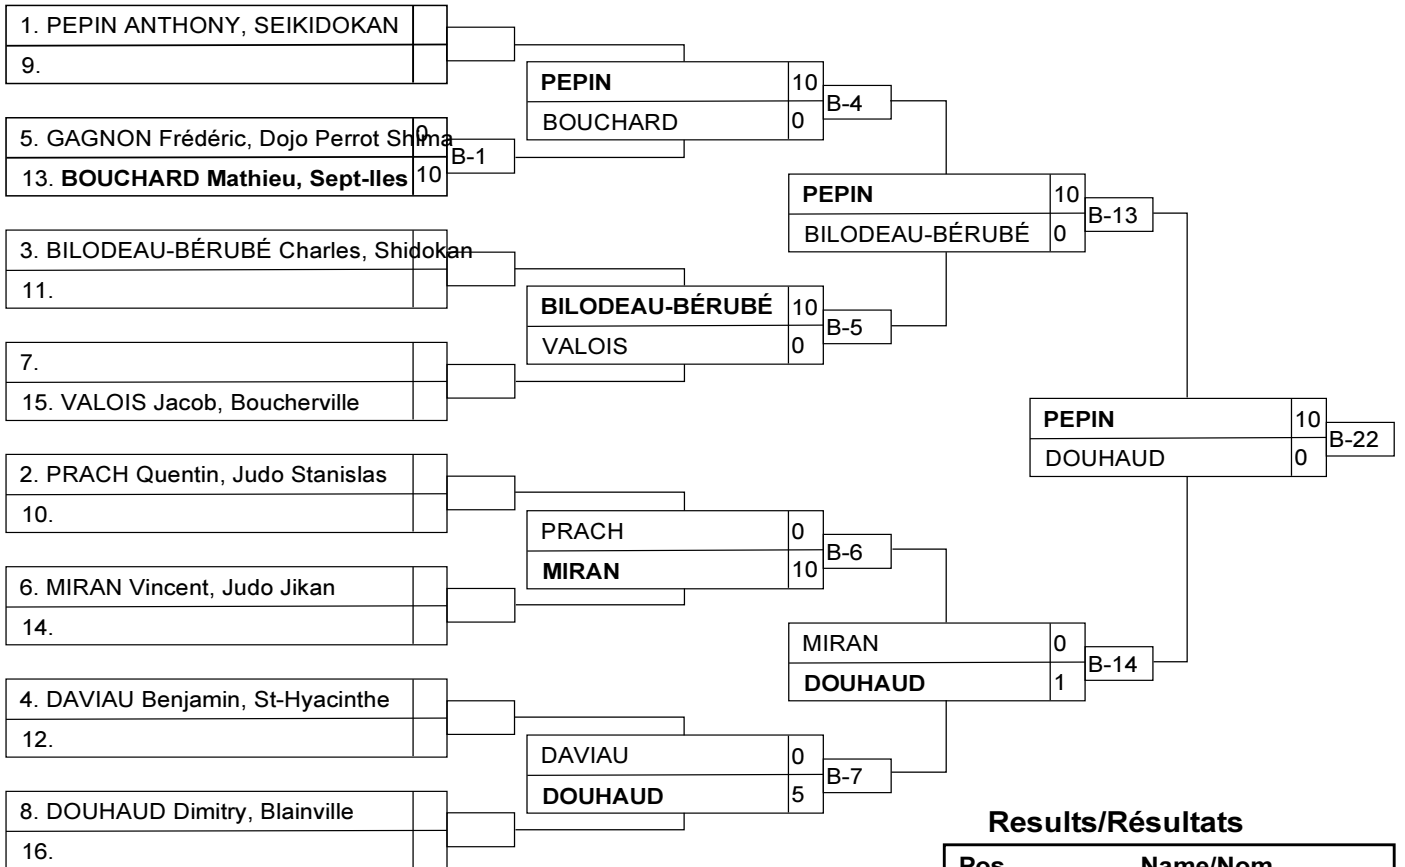 1. PEPIN ANTHONY, SEIKIDOKAN
9.
5. GAGNON Frédéric, Dojo Perrot Shima 0
13. BOUCHARD Mathieu, Sept-Iles 10
B-1
3. BILODEAU-BÉRUBÉ Charles, Shidokan
11.
7.
15. VALOIS Jacob, Boucherville
2. PRACH Quentin, Judo Stanislas
10.
6. MIRAN Vincent, Judo Jikan
14.
4. DAVIAU Benjamin, St-Hyacinthe
12.
8. DOUHAUD Dimitry, Blainville
16.
PEPIN 10
BOUCHARD 0
B-4
BILODEAU-BÉRUBÉ 10
VALOIS 0
B-5
PRACH 0
MIRAN 10
B-6
DAVIAU 0
DOUHAUD 5
B-7
PEPIN 10
BILODEAU-BÉRUBÉ 0
B-13
MIRAN 0
DOUHAUD 1
B-14
PEPIN 10
DOUHAUD 0
B-22
Results/Résultats
Pos Name/Nom